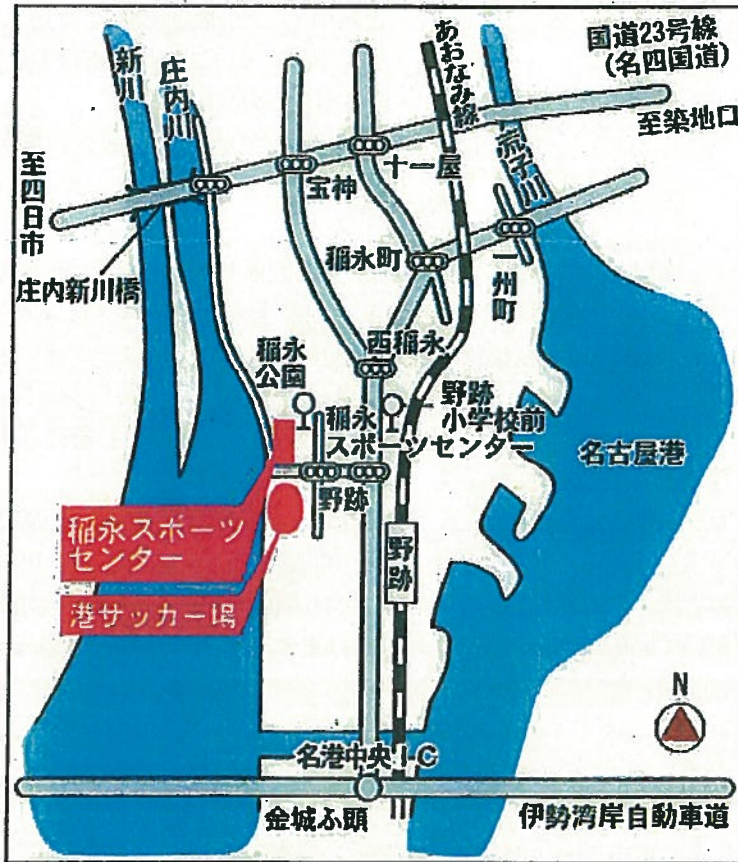 国道23号線
(名四国道)
あおなみ線
新川
庄内川
至築地口
荒子川
至四日市
十一屋
宝神
稲永町
一州町
庄内新川橋
西稲永
稲永
公園
野跡
小学校前
稲永
スポーツセンター
名古屋港
野跡
稲永スポーツ
センター
野跡
港サッカー場
N
名港中央IC
金城ふ頭
伊勢湾岸自動車道